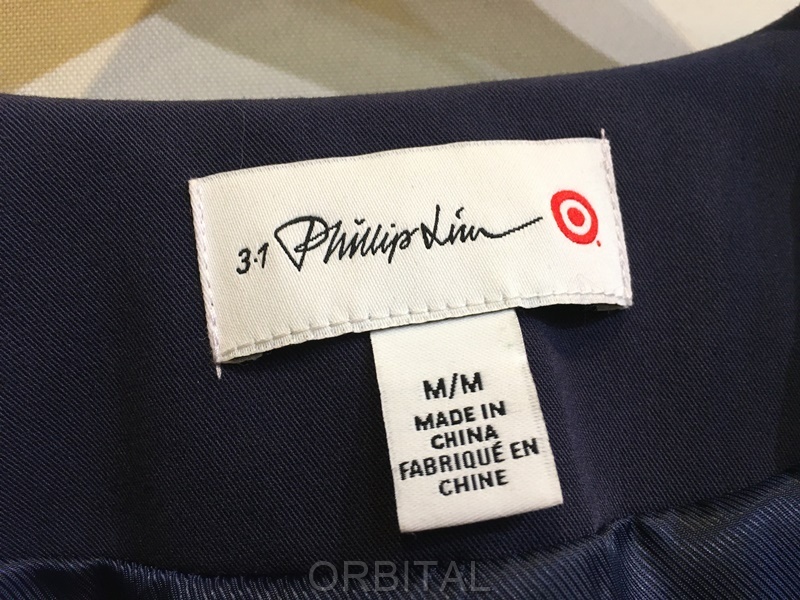 3.1 Phillip Lim
M/M
MADE IN
CHINA
FABRIQUÉ EN
CHINE
ORBITAL